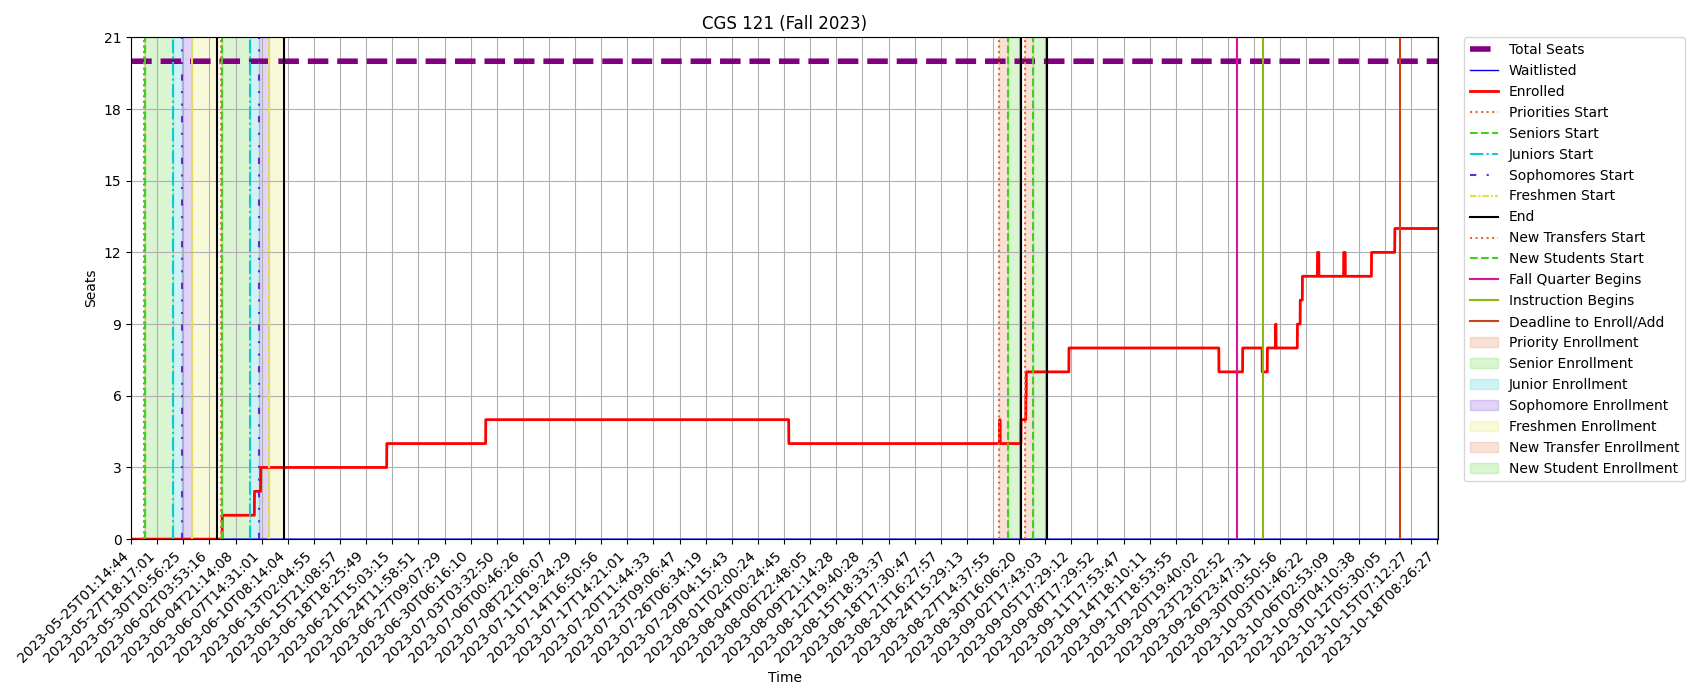 CGS 121 (Fall 2023)
21
18
15
12
9
6
3
0
Seats
2023-05-25T01:14:44
2023-05-27T18:17:01
2023-05-30T10:56:25
2023-06-02T03:53:16
2023-06-04T21:14:08
2023-06-07T14:31:01
2023-06-10T08:14:04
2023-06-13T02:04:55
2023-06-15T21:08:57
2023-06-18T18:25:49
2023-06-21T15:03:15
2023-06-24T11:58:51
2023-06-27T09:07:29
2023-06-30T06:16:10
2023-07-03T03:32:50
2023-07-06T00:46:26
2023-07-08T22:06:07
2023-07-11T19:24:29
2023-07-14T16:50:56
2023-07-17T14:21:01
2023-07-20T11:44:33
2023-07-23T09:06:47
2023-07-26T06:34:19
2023-07-29T04:15:43
2023-08-01T02:00:24
2023-08-04T00:24:45
2023-08-06T22:48:05
2023-08-09T21:14:28
2023-08-12T19:40:28
2023-08-15T18:33:37
2023-08-18T17:30:47
2023-08-21T16:27:57
2023-08-24T15:29:13
2023-08-27T14:37:55
2023-08-30T16:06:20
2023-09-02T17:43:03
2023-09-05T17:29:12
2023-09-08T17:29:52
2023-09-11T17:53:47
2023-09-14T18:10:11
2023-09-17T18:53:55
2023-09-20T19:40:02
2023-09-23T23:02:52
2023-09-26T23:47:31
2023-09-30T00:50:56
2023-10-03T01:46:22
2023-10-06T02:53:09
2023-10-09T04:10:38
2023-10-12T05:30:05
2023-10-15T07:12:27
2023-10-18T08:26:27
Time
Total Seats
Waitlisted
Enrolled
Priorities Start
Seniors Start
Juniors Start
Sophomores Start
Freshmen Start
End
New Transfers Start
New Students Start
Fall Quarter Begins
Instruction Begins
Deadline to Enroll/Add
Priority Enrollment
Senior Enrollment
Junior Enrollment
Sophomore Enrollment
Freshmen Enrollment
New Transfer Enrollment
New Student Enrollment